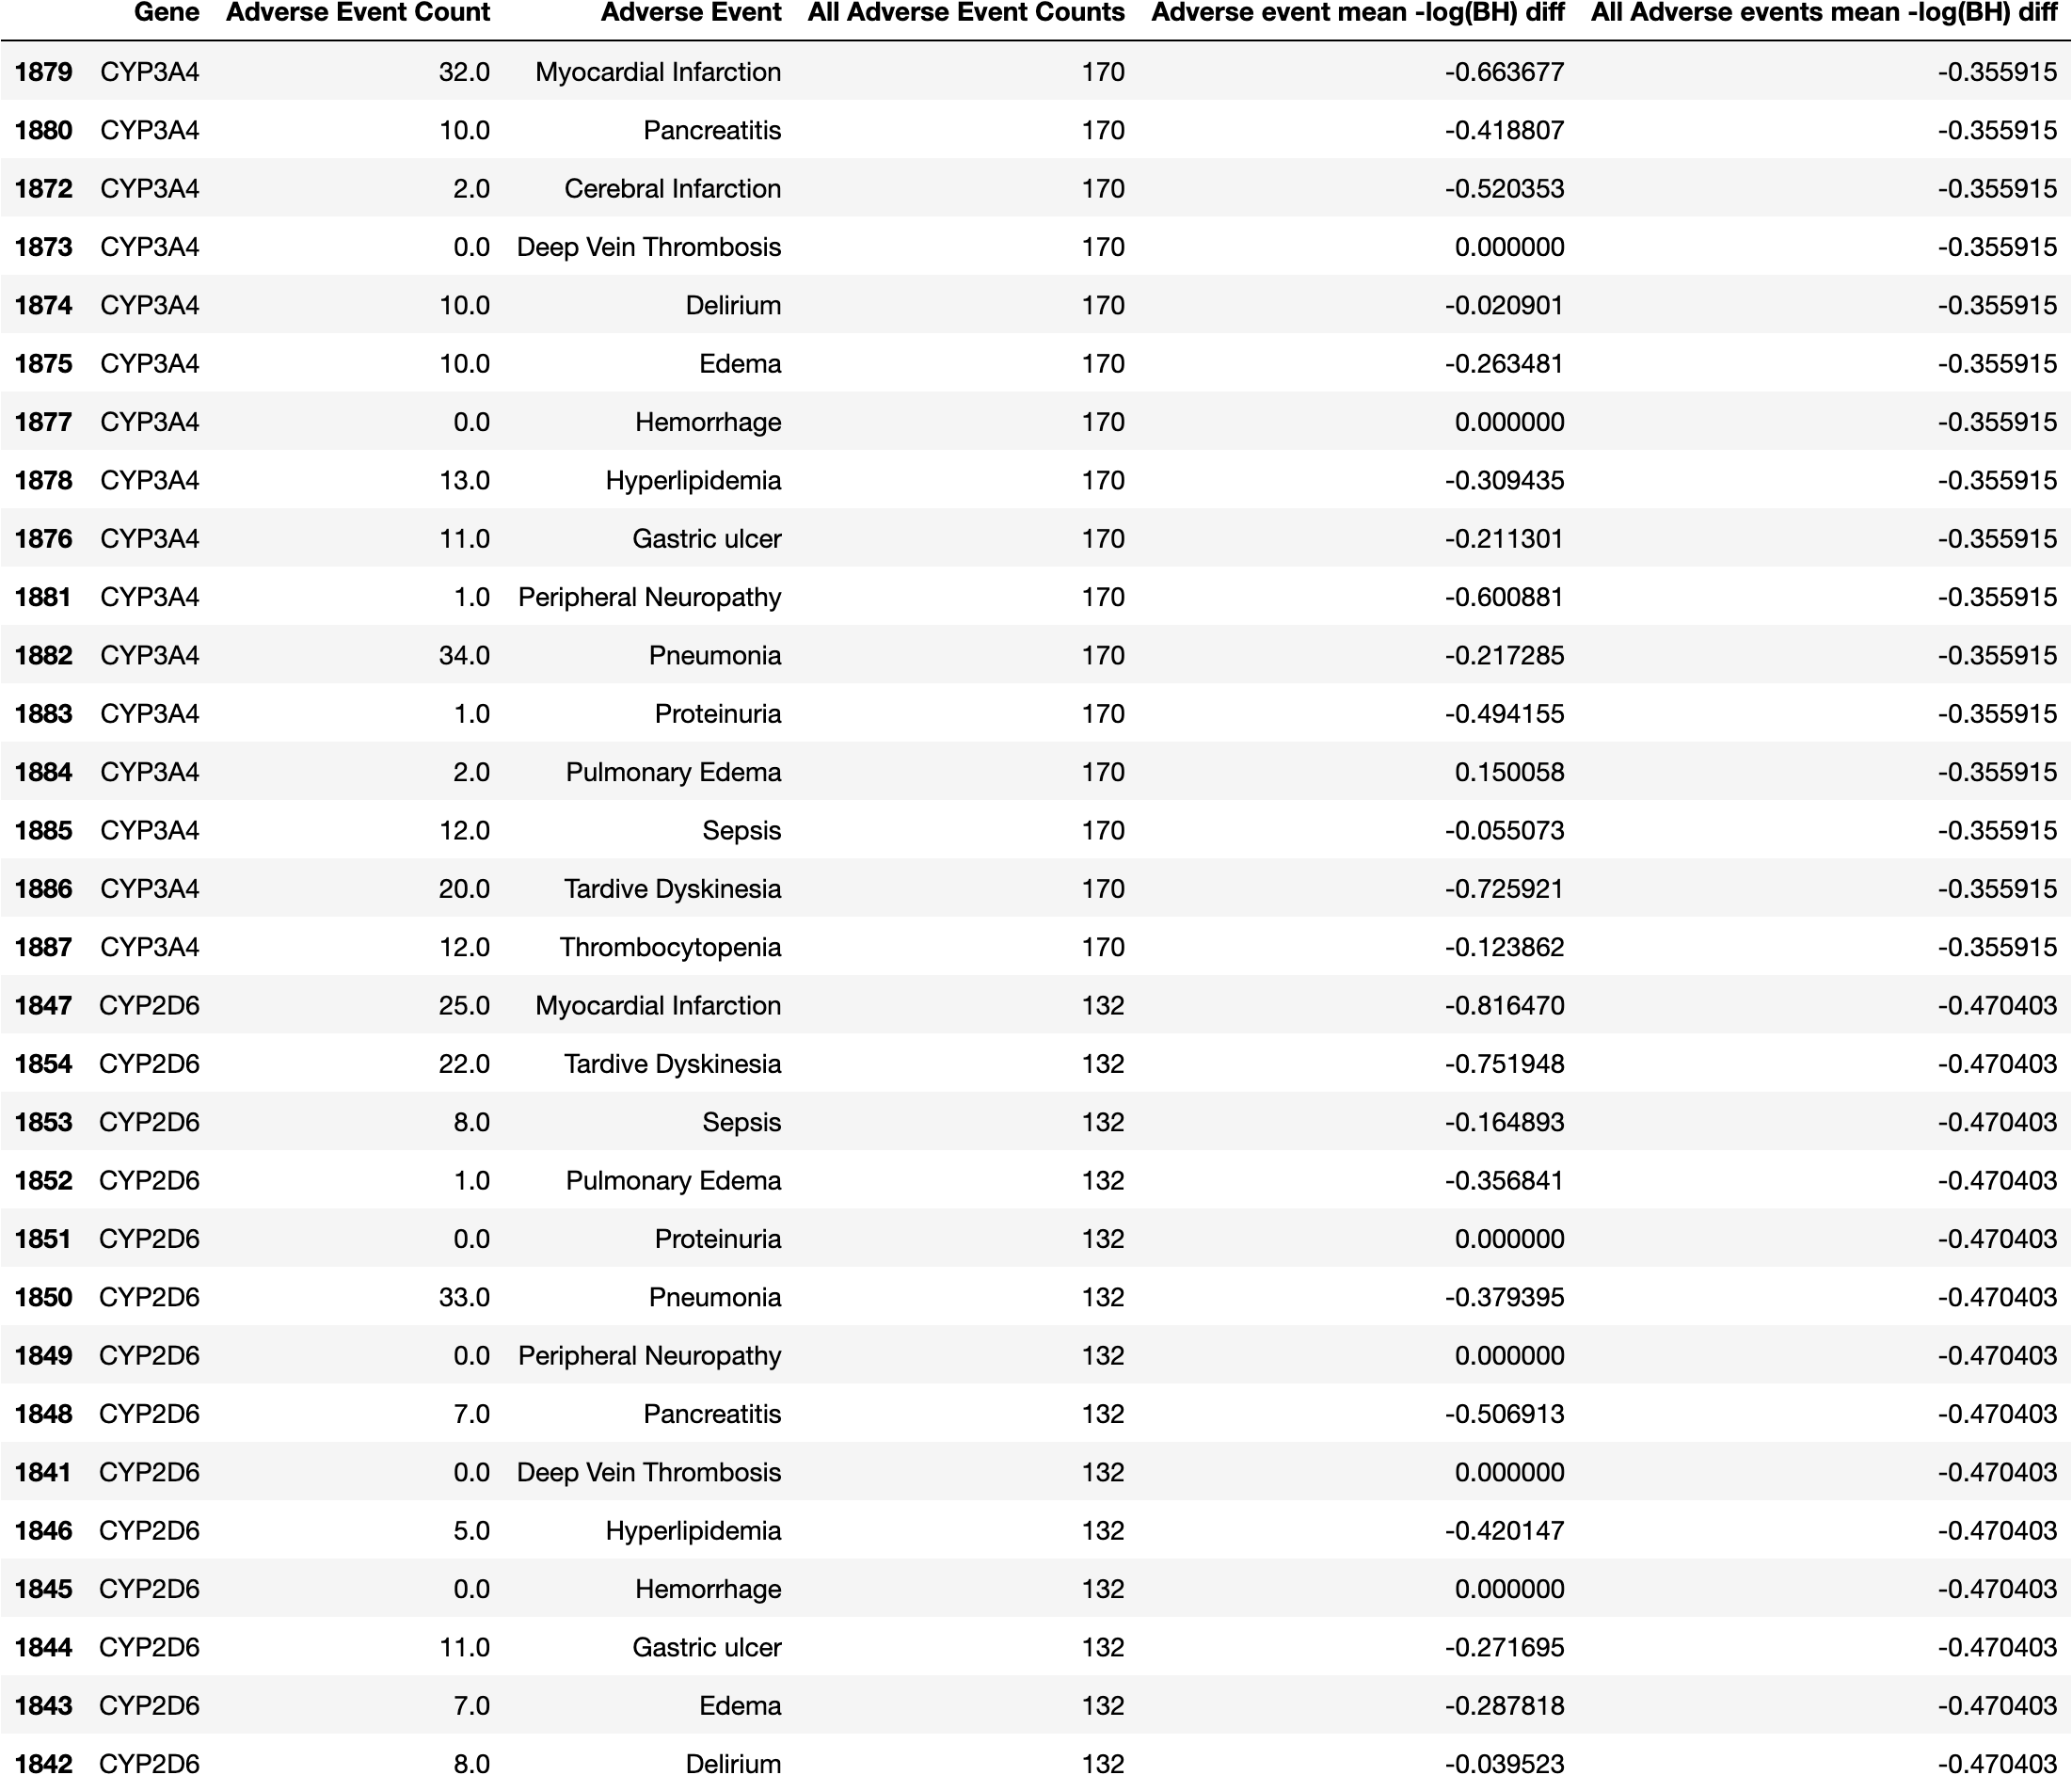 Gene Adverse Event Count Adverse Event All Adverse Event Counts Adverse event mean -log(BH) diff All Adverse events mean -log(BH) diff
1879 CYP3A4 32.0 Myocardial Infarction 170 -0.663677 -0.355915
1880 CYP3A4 10.0 Pancreatitis 170 -0.418807 -0.355915
1872 CYP3A4 2.0 Cerebral Infarction 170 -0.520353 -0.355915
1873 CYP3A4 0.0 Deep Vein Thrombosis 170 0.000000 -0.355915
1874 CYP3A4 10.0 Delirium 170 -0.020901 -0.355915
1875 CYP3A4 10.0 Edema 170 -0.263481 -0.355915
1877 CYP3A4 0.0 Hemorrhage 170 0.000000 -0.355915
1878 CYP3A4 13.0 Hyperlipidemia 170 -0.309435 -0.355915
1876 CYP3A4 11.0 Gastric ulcer 170 -0.211301 -0.355915
1881 CYP3A4 1.0 Peripheral Neuropathy 170 -0.600881 -0.355915
1882 CYP3A4 34.0 Pneumonia 170 -0.217285 -0.355915
1883 CYP3A4 1.0 Proteinuria 170 -0.494155 -0.355915
1884 CYP3A4 2.0 Pulmonary Edema 170 0.150058 -0.355915
1885 CYP3A4 12.0 Sepsis 170 -0.055073 -0.355915
1886 CYP3A4 20.0 Tardive Dyskinesia 170 -0.725921 -0.355915
1887 CYP3A4 12.0 Thrombocytopenia 170 -0.123862 -0.355915
1847 CYP2D6 25.0 Myocardial Infarction 132 -0.816470 -0.470403
1854 CYP2D6 22.0 Tardive Dyskinesia 132 -0.751948 -0.470403
1853 CYP2D6 8.0 Sepsis 132 -0.164893 -0.470403
1852 CYP2D6 1.0 Pulmonary Edema 132 -0.356841 -0.470403
1851 CYP2D6 0.0 Proteinuria 132 0.000000 -0.470403
1850 CYP2D6 33.0 Pneumonia 132 -0.379395 -0.470403
1849 CYP2D6 0.0 Peripheral Neuropathy 132 0.000000 -0.470403
1848 CYP2D6 7.0 Pancreatitis 132 -0.506913 -0.470403
1841 CYP2D6 0.0 Deep Vein Thrombosis 132 0.000000 -0.470403
1846 CYP2D6 5.0 Hyperlipidemia 132 -0.420147 -0.470403
1845 CYP2D6 0.0 Hemorrhage 132 0.000000 -0.470403
1844 CYP2D6 11.0 Gastric ulcer 132 -0.271695 -0.470403
1843 CYP2D6 7.0 Edema 132 -0.287818 -0.470403
1842 CYP2D6 8.0 Delirium 132 -0.039523 -0.470403